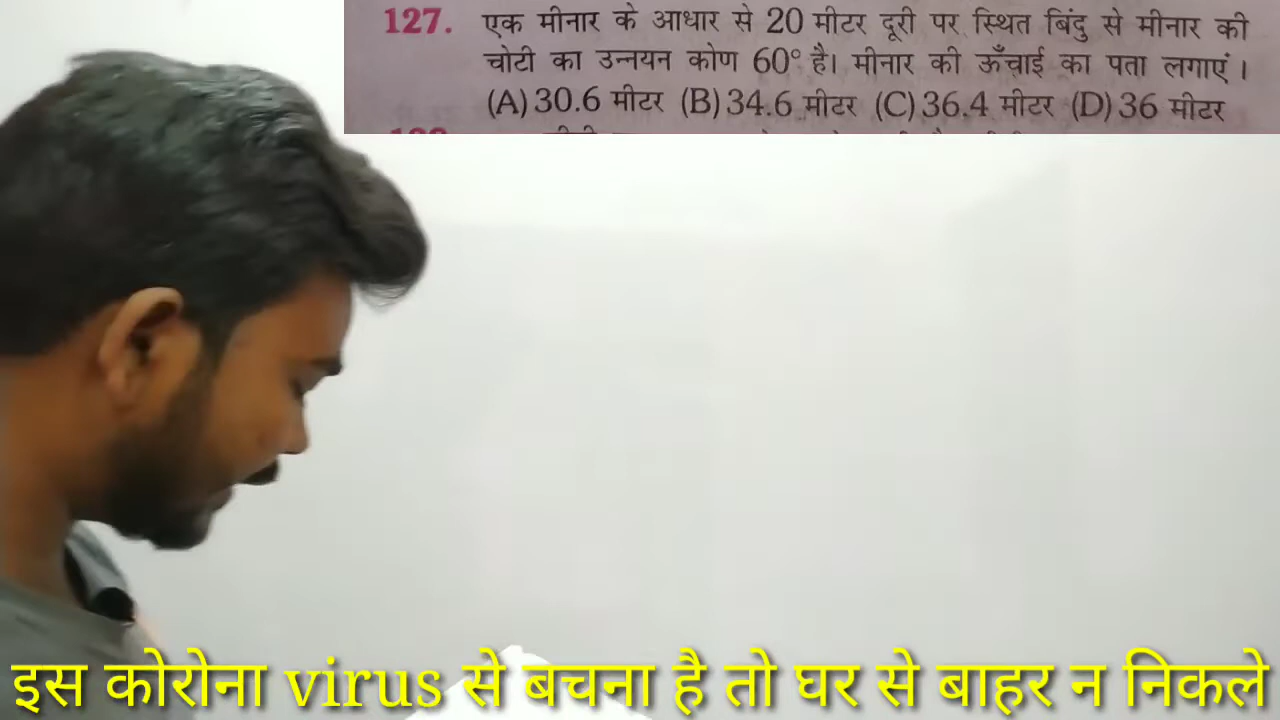 127. एक मीनार के आधार से 20 मीटर दूरी पर स्थित बिंदु से मीनार की
चोटी का उन्नयन कोण 60° है। मीनार की ऊँचाई का पता लगाएं।
(A) 30.6 मीटर (B) 34.6 मीटर (C) 36.4 मीटर (D) 36 मीटर
इस कोरोना virus से बचना है तो घर से बाहर न निकले